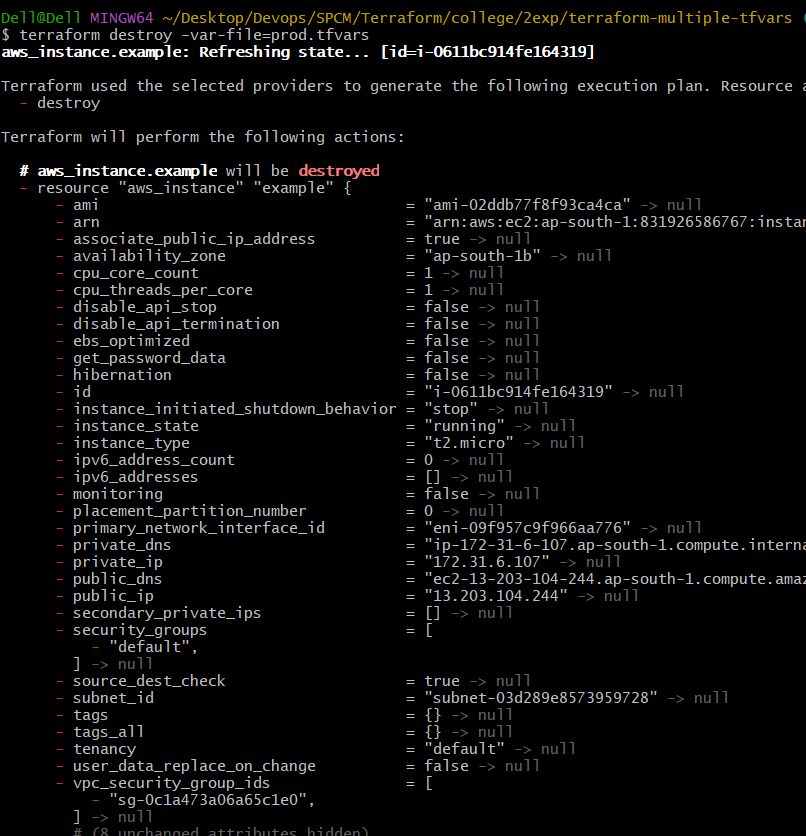 Dell@Dell MINGW64 ~/Desktop/Devops/SPCM/Terraform/college/2exp/terraform-multiple-tfvars (
$ terraform destroy -var-file=prod.tfvars
aws_instance.example: Refreshing state... [id=i-0611bc914fe164319]
Terraform used the selected providers to generate the following execution plan. Resource a
- destroy
Terraform will perform the following actions:
# aws_instance.example will be destroyed
- resource "aws_instance" "example" {
- ami = "ami-02ddb77f8f93ca4ca" -> null
- arn = "arn:aws:ec2:ap-south-1:831926586767:instan
- associate_public_ip_address = true -> null
- availability_zone = "ap-south-1b" -> null
- cpu_core_count = 1 -> null
- cpu_threads_per_core = 1 -> null
- disable_api_stop = false -> null
- disable_api_termination = false -> null
- ebs_optimized = false -> null
- get_password_data = false -> null
- hibernation = false -> null
- id = "i-0611bc914fe164319" -> null
- instance_initiated_shutdown_behavior = "stop" -> null
- instance_state = "running" -> null
- instance_type = "t2.micro" -> null
- ipv6_address_count = 0 -> null
- ipv6_addresses = [] -> null
- monitoring = false -> null
- placement_partition_number = 0 -> null
- primary_network_interface_id = "eni-09f957c9f966aa776" -> null
- private_dns = "ip-172-31-6-107.ap-south-1.compute.interna
- private_ip = "172.31.6.107" -> null
- public_dns = "ec2-13-203-104-244.ap-south-1.compute.amaz
- public_ip = "13.203.104.244" -> null
- secondary_private_ips = [] -> null
- security_groups = [
- "default",
] -> null
- source_dest_check = true -> null
- subnet_id = "subnet-03d289e8573959728" -> null
- tags = {} -> null
- tags_all = {} -> null
- tenancy = "default" -> null
- user_data_replace_on_change = false -> null
- vpc_security_group_ids = [
- "sg-0c1a473a06a65c1e0",
] -> null
# (8 unchanged attributes hidden)